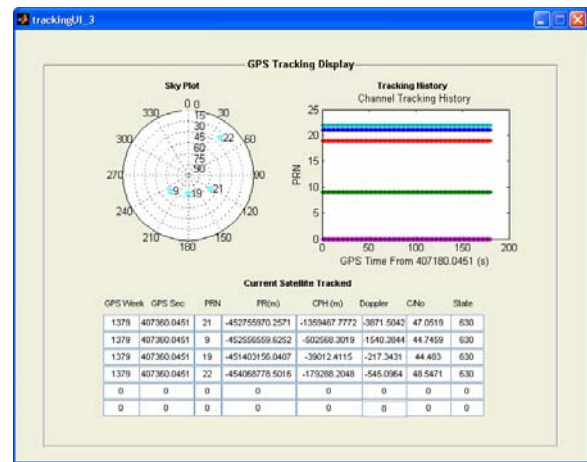 trackingUI_3
GPS Tracking Display
Sky Plot
0
30
60
90
120
150
180
210
240
270
300
330
0
15
30
45
60
75
90
22
9
19
21
Tracking History
Channel Tracking History
25
20
15
10
5
0
PRN
0 50 100 150 200
GPS Time From 407180.0451 (s)
Current Satellite Tracked
GPS Week GPS Sec PRN PR(m) CPH (m) Doppler C/No State
1379 407360.0451 21 -452755970.2571 -1359467.7772 -3871.5042 47.0519 630
1379 407360.0451 9 -452556559.6252 -502568.3019 -1540.3844 44.7459 630
1379 407360.0451 19 -451403156.0407 -39012.4115 -217.3431 44.483 630
1379 407360.0451 22 -454068778.5016 -179288.2048 -545.0964 48.5471 630
0 0 0 0 0 0 0 0
0 0 0 0 0 0 0 0